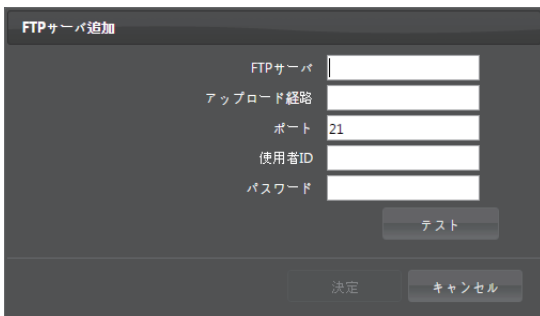 FTPサーバ追加
FTPサーバ
アップロード経路
ポート 21
使用者ID
パスワード
テスト
決定 キャンセル